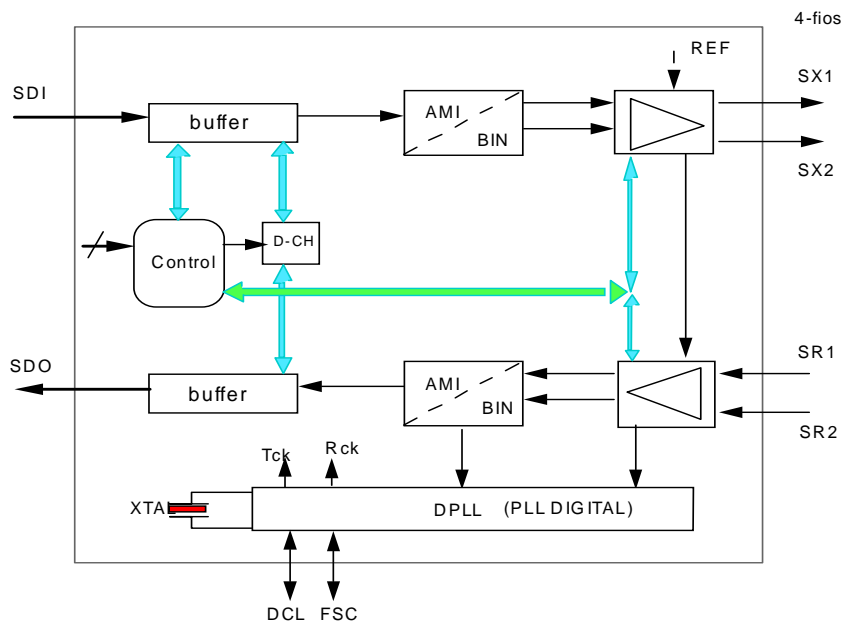 4-fios
REF
SX1
SDI
AMI
buffer
BIN
SX2
D-CH
Control
SDO
SR1
AMI
buffer
BIN
SR2
Tck
Rck
XTAL
DPLL (PLL DIGITAL)
DCL
FSC